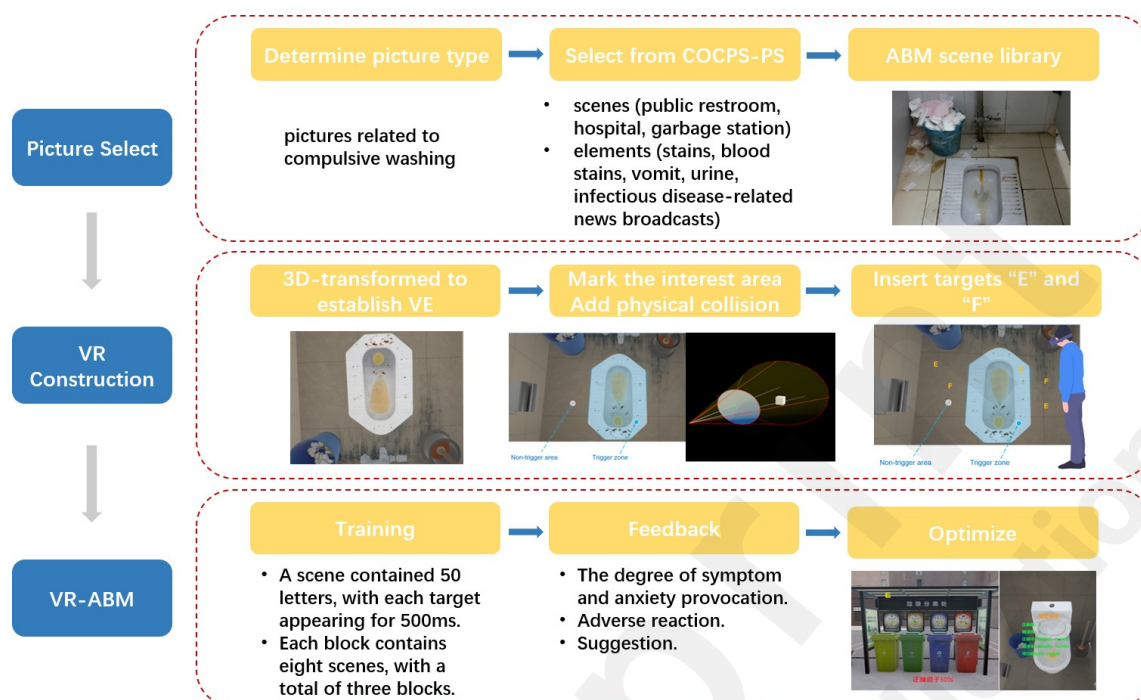 Determine picture type
Select from COCPS-PS
ABM scene library
Picture Select
pictures related to
compulsive washing
• scenes (public restroom,
hospital, garbage station)
• elements (stains, blood
stains, vomit, urine,
infectious disease-related
news broadcasts)
3D-transformed to
establish VE
Mark the interest area
Add physical collision
Insert targets “E” and
“F”
VR
Construction
Non-trigger area
Trigger zone
E
F
E
F
E
Non-trigger area
Trigger zone
VR-ABM
Training
Feedback
Optimize
• A scene contained 50
letters, with each target
appearing for 500ms.
• Each block contains
eight scenes, with a
total of three blocks.
• The degree of symptom
and anxiety provocation.
• Adverse reaction.
• Suggestion.
E